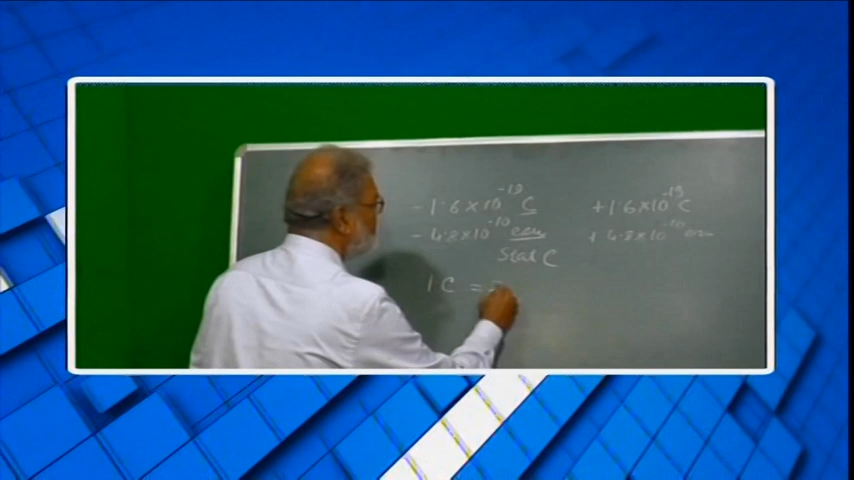 -1.6×10⁻¹⁹ C +1.6×10⁻¹⁹ C
-4.8×10⁻¹⁰ esu +4.8×10⁻¹⁰
Stat C
1 C =